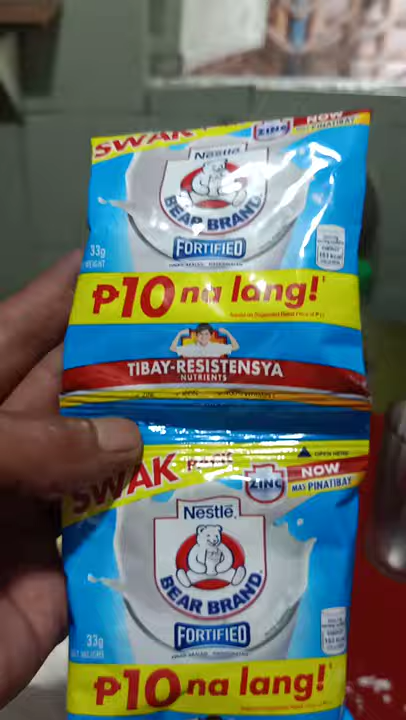 SWAK
ZINC
NOW
MAS PINATIBAY
Nestlé
BEAR BRAND
FORTIFIED
33g
₱10 na lang!
TIBAY-RESISTENSYA
NUTRIENTS
OPEN HERE
SWAK PACK
ZINC
NOW
MAS PINATIBAY
Nestlé
BEAR BRAND
FORTIFIED
33g
₱10 na lang!